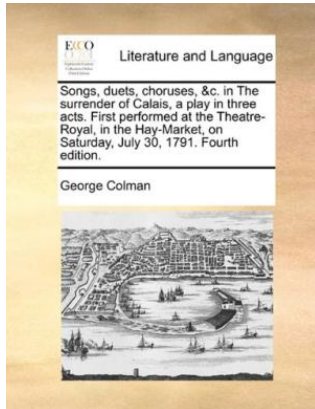 ECCO
Literature and Language
Songs, duets, choruses, &c. in The
surrender of Calais, a play in three
acts. First performed at the Theatre-
Royal, in the Hay-Market, on
Saturday, July 30, 1791. Fourth
edition.
George Colman